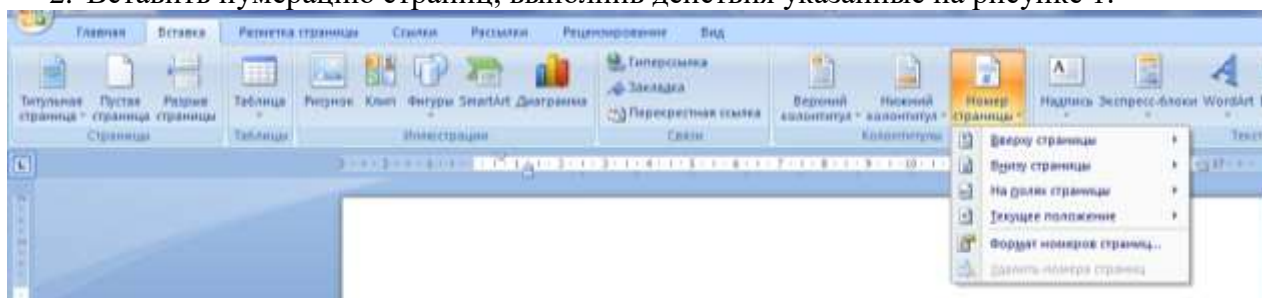 2. Вставить нумерацию страниц, выполнив действия указанные на рисунке 1.
Главная Вставка Разметка страницы Ссылки Рассылки Рецензирование Вид
Титульная страница Пустая страница Разрыв страницы
Таблица
Рисунок Клип Фигуры SmartArt Диаграмма
Гиперссылка
Закладка
Перекрестная ссылка
Верхний колонтитул Нижний колонтитул Номер страницы
Надпись Экспресс-блоки WordArt
Страницы Таблицы Иллюстрации Связи Колонтитулы Текст
Вверху страницы
Внизу страницы
На полях страницы
Текущее положение
Формат номеров страниц...
Удалить номера страниц